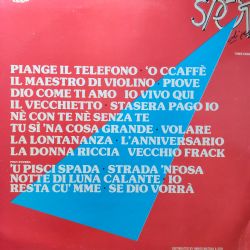 PIANGE IL TELEFONO · 'O CCAFFÈ
IL MAESTRO DI VIOLINO · PIOVE
DIO COME TI AMO · IO VIVO QUI
IL VECCHIETTO · STASERA PAGO IO
NÈ CON TE NÈ SENZA TE
TU SÌ 'NA COSA GRANDE · VOLARE
LA LONTANANZA · L'ANNIVERSARIO
LA DONNA RICCIA · VECCHIO FRACK
'U PISCI SPADA · STRADA 'NFOSA
NOTTE DI LUNA CALANTE · IO
RESTA CU' MME · SE DIO VORRÀ